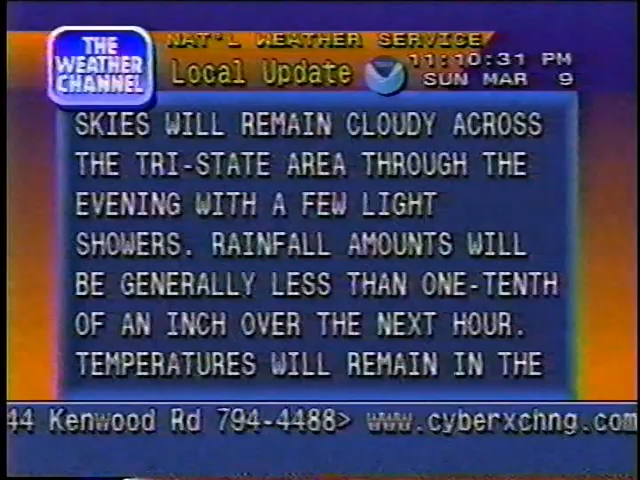 THE
WEATHER
CHANNEL
NAT'L WEATHER SERVICE
Local Update
11:10:31 PM
SUN MAR 9
SKIES WILL REMAIN CLOUDY ACROSS
THE TRI-STATE AREA THROUGH THE
EVENING WITH A FEW LIGHT
SHOWERS. RAINFALL AMOUNTS WILL
BE GENERALLY LESS THAN ONE-TENTH
OF AN INCH OVER THE NEXT HOUR.
TEMPERATURES WILL REMAIN IN THE
44 Kenwood Rd 794-4488> www.cyberxchng.com